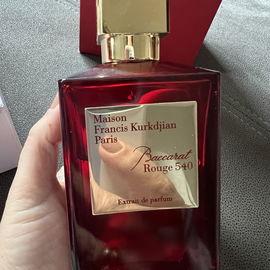 Maison
Francis Kurkdjian
Paris
Baccarat
Rouge 540
Extrait de parfum